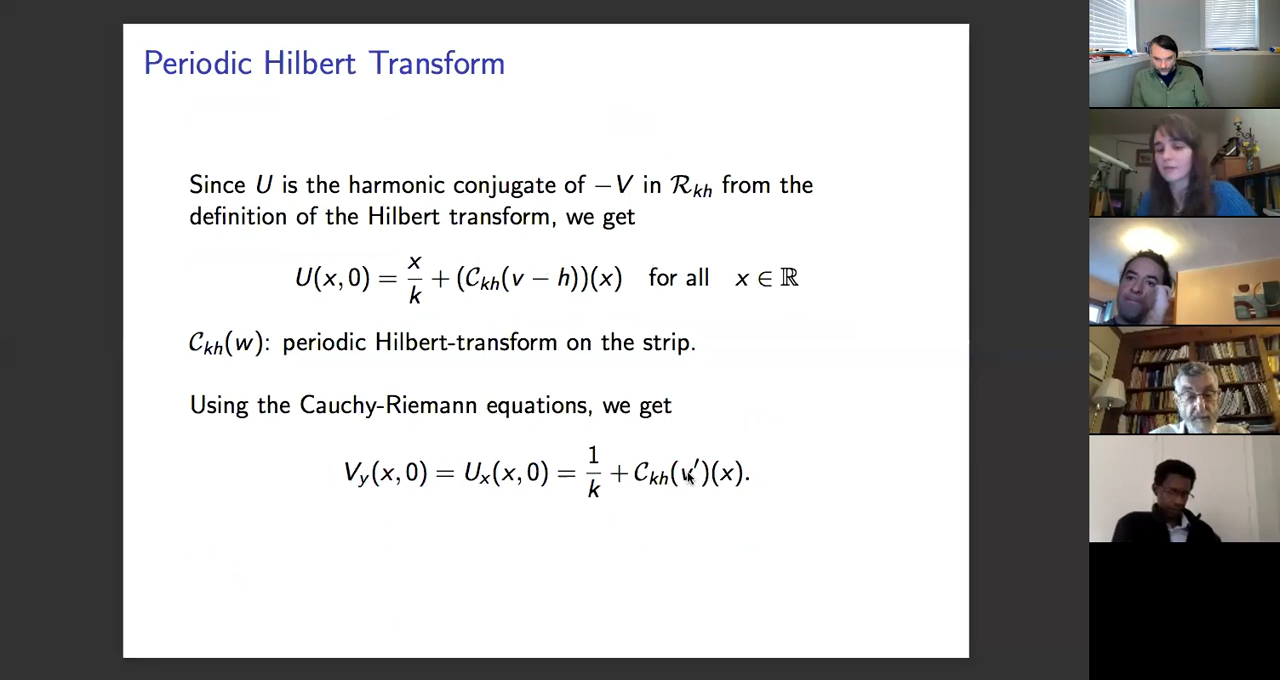 Periodic Hilbert Transform
Since U is the harmonic conjugate of −V in ℛ_{kh} from the
definition of the Hilbert transform, we get
U(x, 0) = x/k + (𝒞_{kh}(v − h))(x) for all x ∈ ℝ
𝒞_{kh}(w): periodic Hilbert-transform on the strip.
Using the Cauchy-Riemann equations, we get
V_y(x, 0) = U_x(x, 0) = 1/k + 𝒞_{kh}(v′)(x).